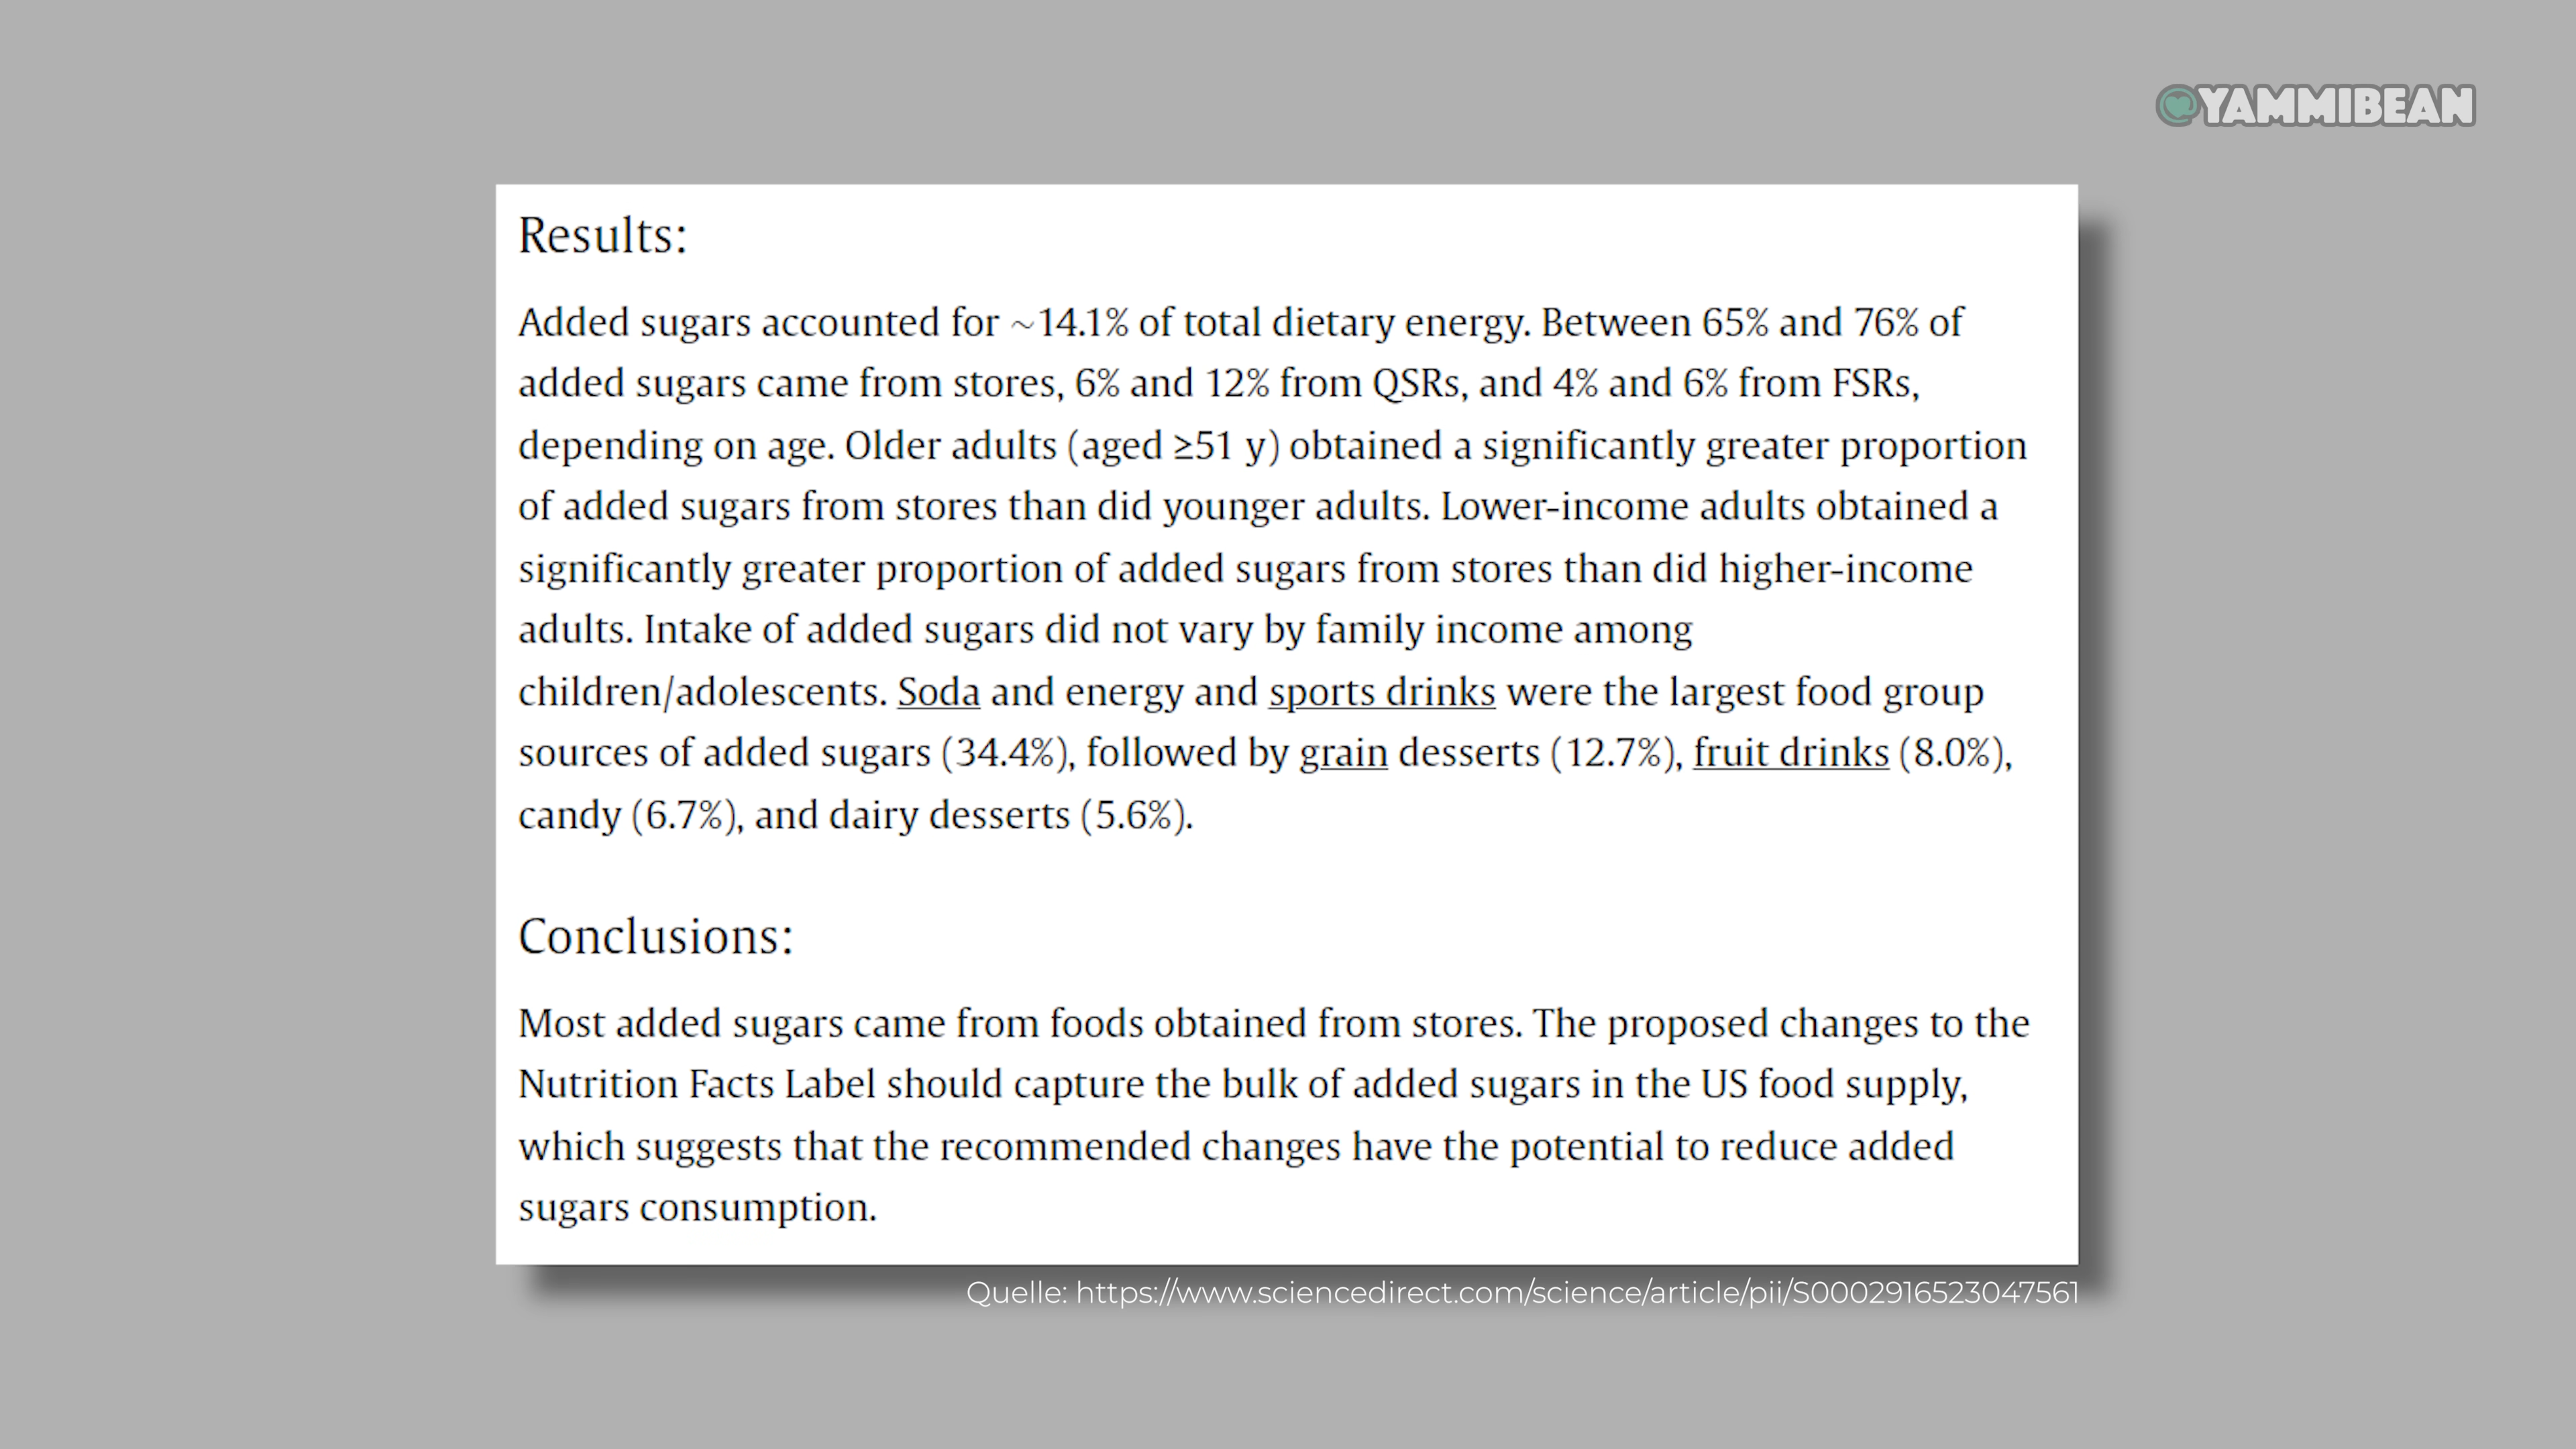 @YAMMIBEAN
Results:
Added sugars accounted for ~14.1% of total dietary energy. Between 65% and 76% of
added sugars came from stores, 6% and 12% from QSRs, and 4% and 6% from FSRs,
depending on age. Older adults (aged ≥51 y) obtained a significantly greater proportion
of added sugars from stores than did younger adults. Lower-income adults obtained a
significantly greater proportion of added sugars from stores than did higher-income
adults. Intake of added sugars did not vary by family income among
children/adolescents. Soda and energy and sports drinks were the largest food group
sources of added sugars (34.4%), followed by grain desserts (12.7%), fruit drinks (8.0%),
candy (6.7%), and dairy desserts (5.6%).
Conclusions:
Most added sugars came from foods obtained from stores. The proposed changes to the
Nutrition Facts Label should capture the bulk of added sugars in the US food supply,
which suggests that the recommended changes have the potential to reduce added
sugars consumption.
Quelle: https://www.sciencedirect.com/science/article/pii/S0002916523047561